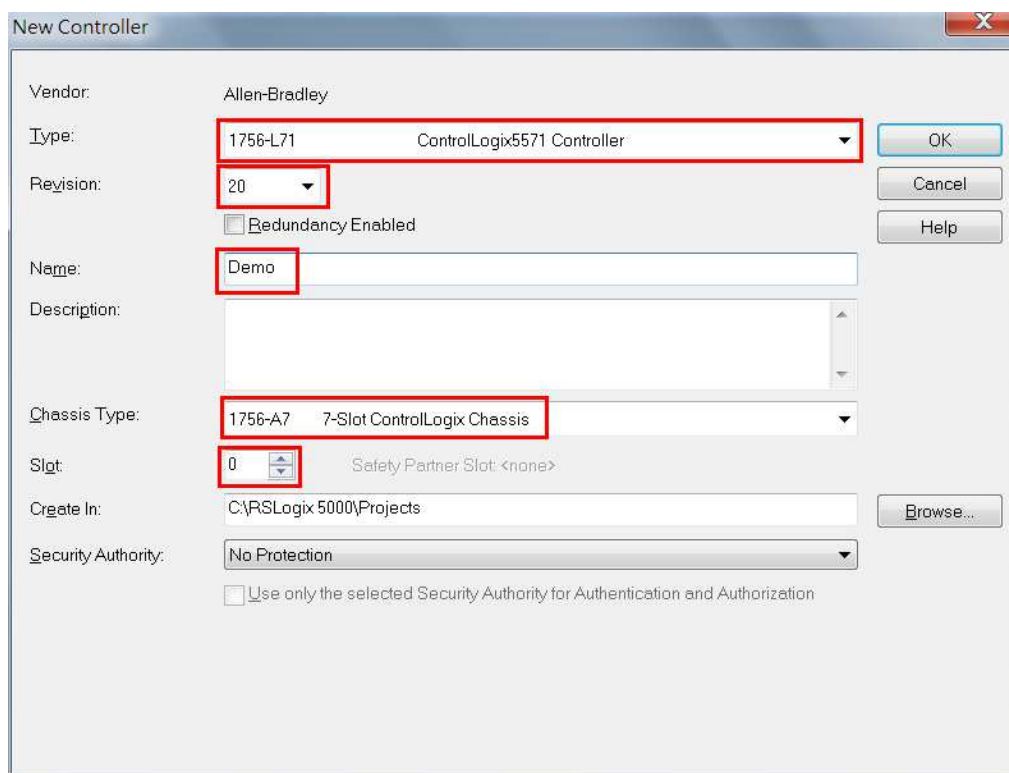 New Controller
Vendor: Allen-Bradley
Type: 1756-L71 ControlLogix5571 Controller
OK
Revision: 20
Cancel
Redundancy Enabled
Help
Name: Demo
Description:
Chassis Type: 1756-A7 7-Slot ControlLogix Chassis
Slot: 0 Safety Partner Slot: <none>
Create In: C:\RSLogix 5000\Projects
Browse...
Security Authority: No Protection
Use only the selected Security Authority for Authentication and Authorization